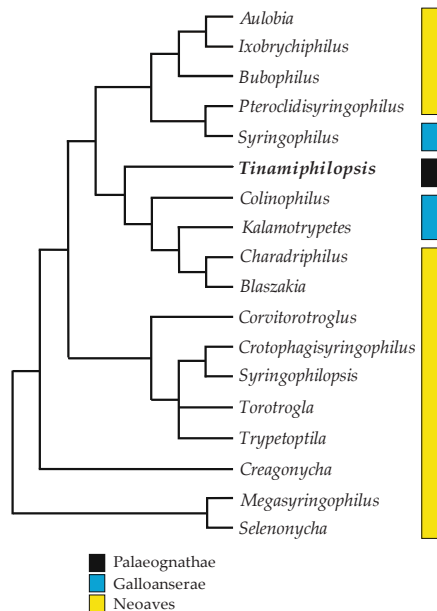 Aulobia
Ixobrychiphilus
Bubophilus
Pteroclidisyringophilus
Syringophilus
Tinamiphilopsis
Colinophilus
Kalamotrypetes
Charadriphilus
Blaszakia
Corvitorotroglus
Crotophagisyringophilus
Syringophilopsis
Torotrogla
Trypetoptila
Creagonycha
Megasyringophilus
Selenonycha
Palaeognathae
Galloanserae
Neoaves